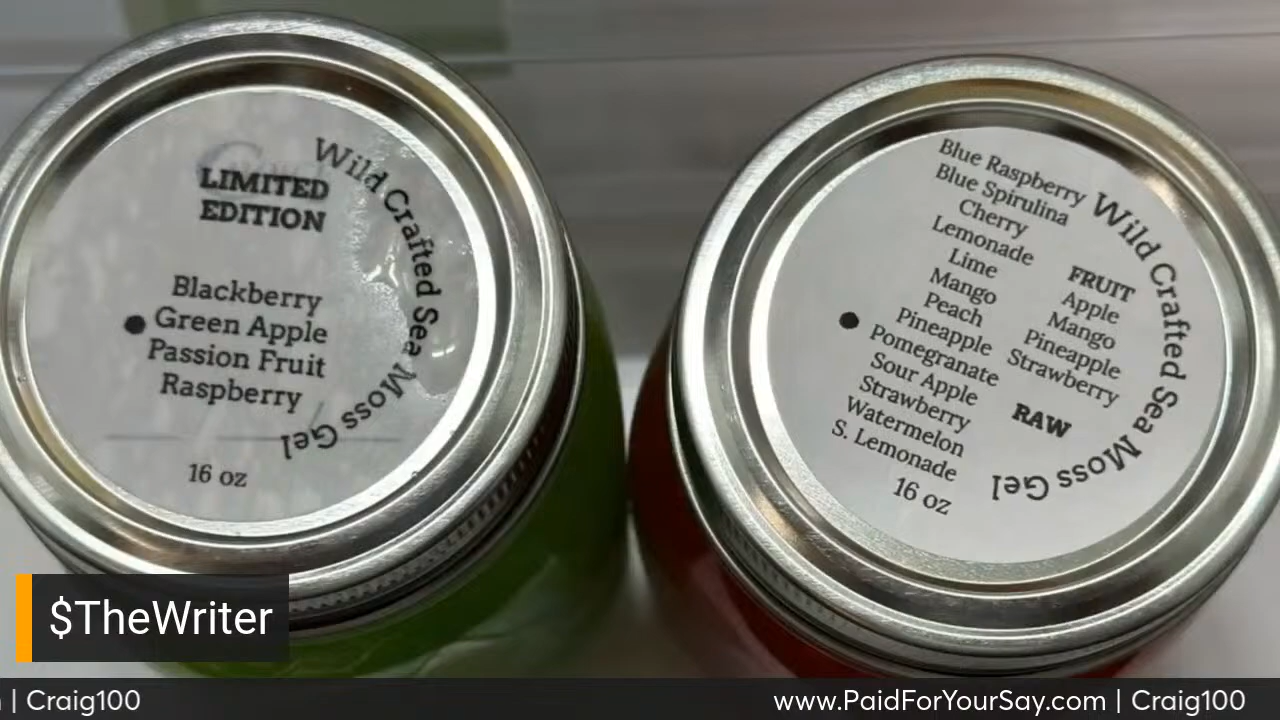 LIMITED
EDITION
Blackberry
Green Apple
Passion Fruit
Raspberry
16 oz
Wild Crafted Sea Moss Gel
Blue Raspberry
Blue Spirulina
Cherry
Lemonade
Lime
Mango
Peach
Pineapple
Pomegranate
Sour Apple
Strawberry
Watermelon
S. Lemonade
16 oz
FRUIT
Apple
Mango
Pineapple
Strawberry
RAW
Wild Crafted Sea Moss Gel
$TheWriter
| Craig100
www.PaidForYourSay.com | Craig100